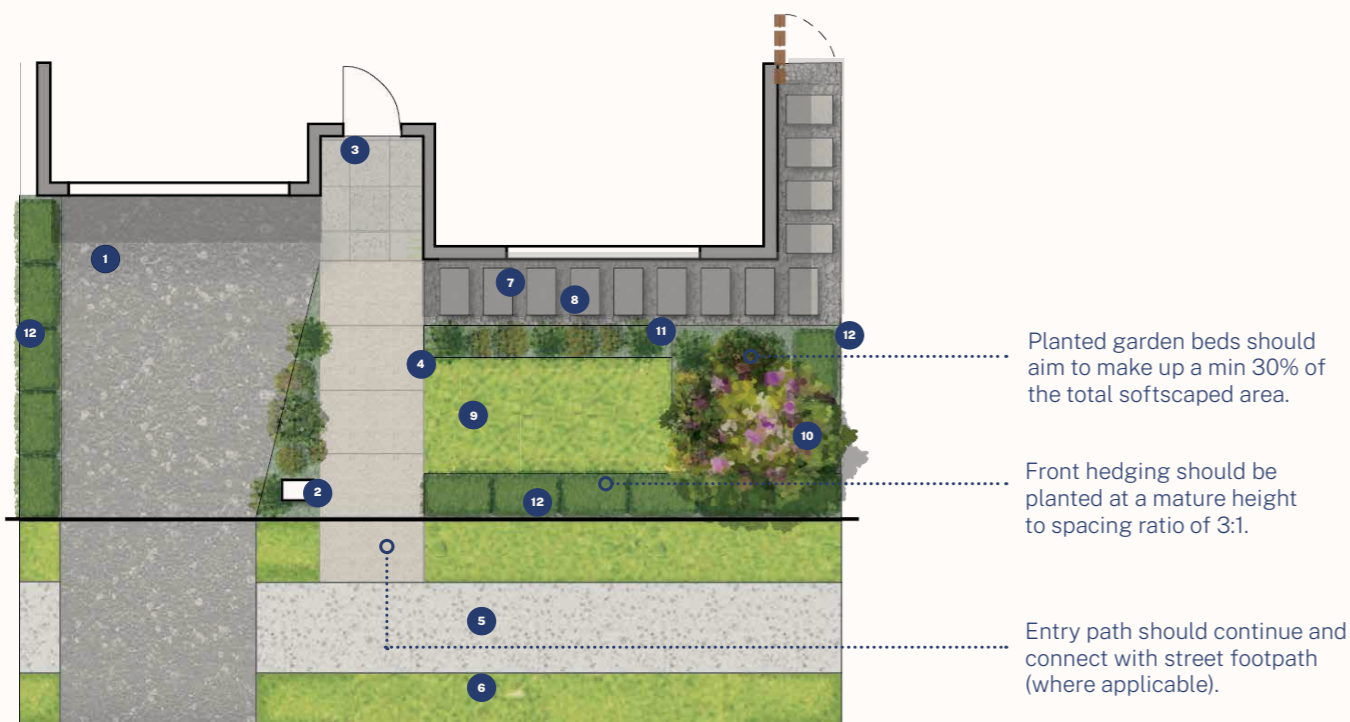 3
1
7
8
12
11
12
4
9
10
2
12
5
6
Planted garden beds should
aim to make up a min 30% of
the total softscaped area.
Front hedging should be
planted at a mature height
to spacing ratio of 3:1.
Entry path should continue and
connect with street footpath
(where applicable).